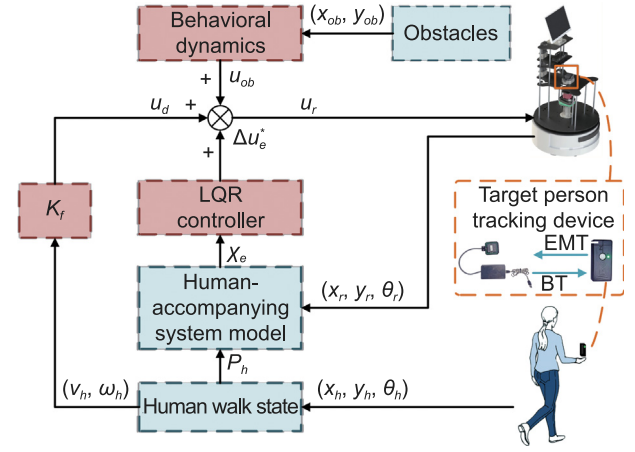 Behavioral
dynamics
(x_ob, y_ob)
Obstacles
+
u_ob
u_d
+
u_r
+
Δu_e^*
K_f
LQR
controller
Target person
tracking device
EMT
BT
χ_e
Human-
accompanying
system model
(x_r, y_r, θ_r)
P_h
(v_h, ω_h)
Human walk state
(x_h, y_h, θ_h)